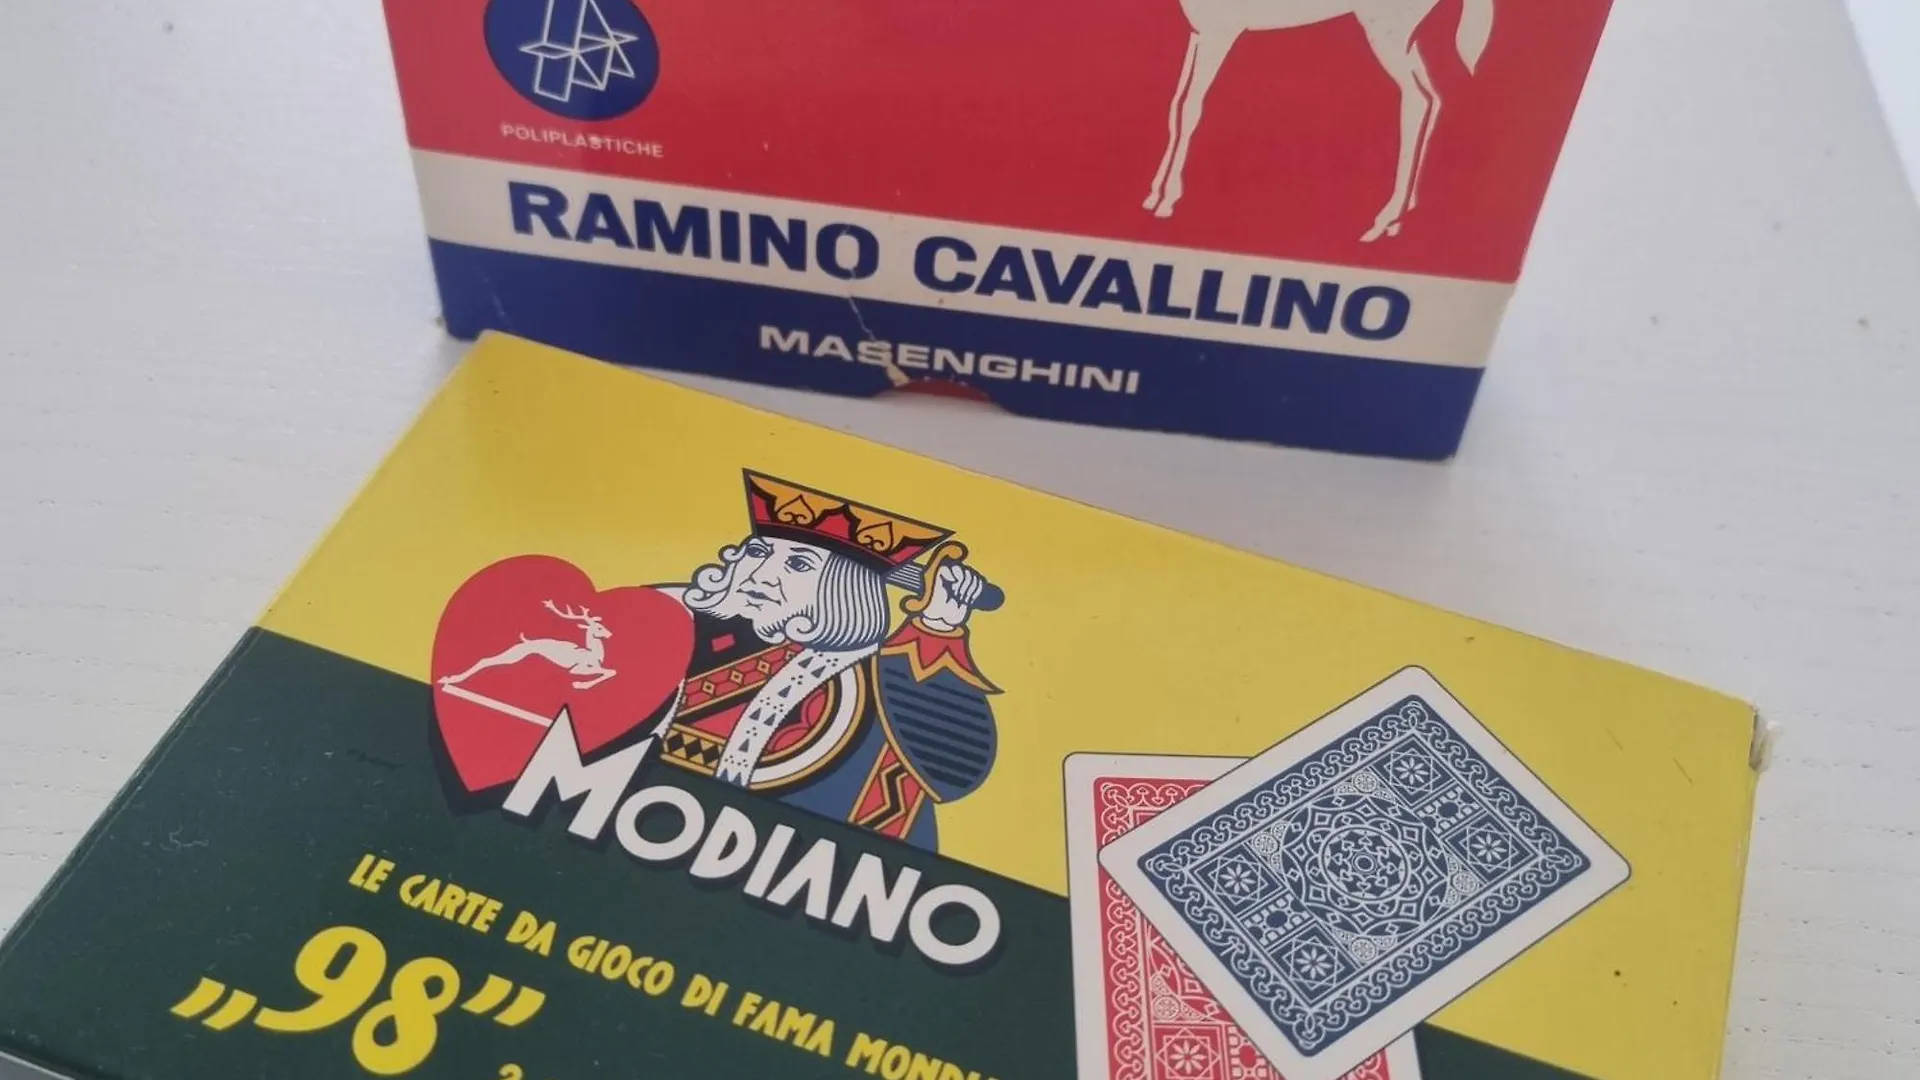 POLIPLASTICHE
RAMINO CAVALLINO
MASENGHINI
MODIANO
LE CARTE DA GIOCO DI FAMA
„98”